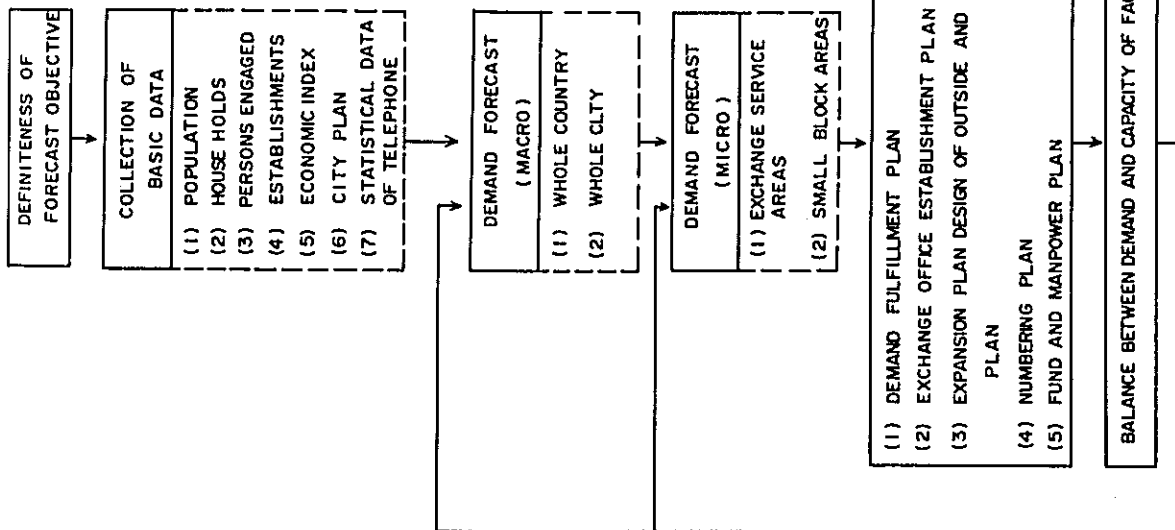 DEFINITENESS OF
FORECAST OBJECTIVE
COLLECTION OF
BASIC DATA
(1) POPULATION
(2) HOUSE HOLDS
(3) PERSONS ENGAGED
(4) ESTABLISHMENTS
(5) ECONOMIC INDEX
(6) CITY PLAN
(7) STATISTICAL DATA
OF TELEPHONE
DEMAND FORECAST
(MACRO)
(1) WHOLE COUNTRY
(2) WHOLE CLTY
DEMAND FORECAST
(MICRO)
(1) EXCHANGE SERVICE
AREAS
(2) SMALL BLOCK AREAS
(1) DEMAND FULFILLMENT PLAN
(2) EXCHANGE OFFICE ESTABLISHMENT PLAN
(3) EXPANSION PLAN DESIGN OF OUTSIDE AND
PLAN
(4) NUMBERING PLAN
(5) FUND AND MANPOWER PLAN
BALANCE BETWEEN DEMAND AND CAPACITY OF